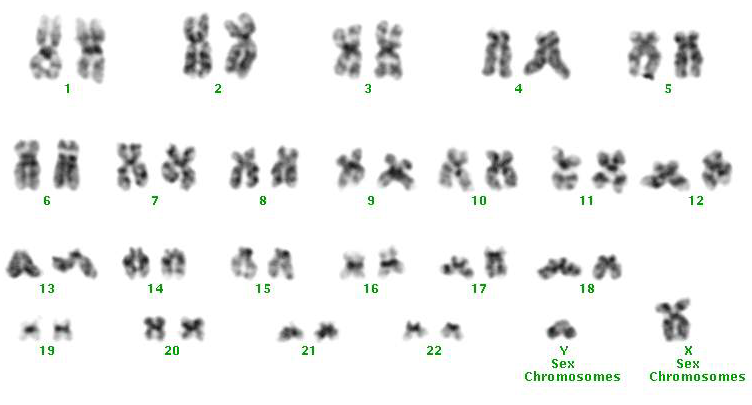 1 2 3 4 5
6 7 8 9 10 11 12
13 14 15 16 17 18
19 20 21 22 Y X
Sex Sex
Chromosomes Chromosomes